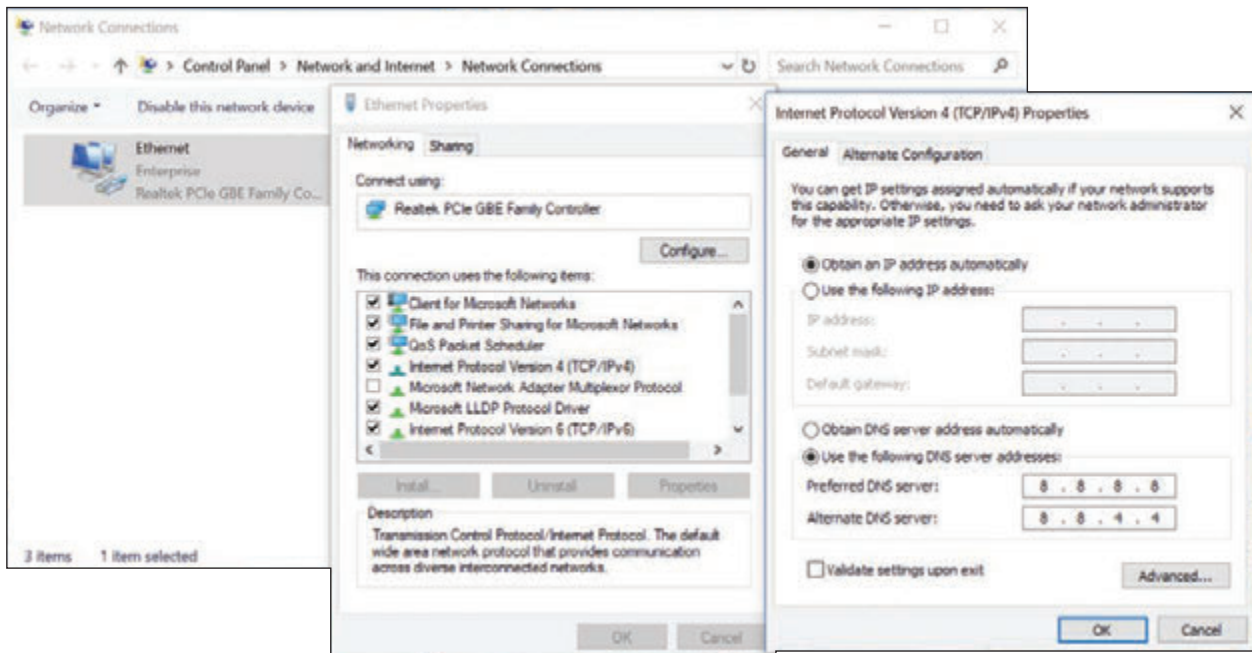 Network Connections
Control Panel > Network and Internet > Network Connections
Search Network Connections
Organize
Disable this network device
Ethernet
Enterprise
Realtek PCIe GBE Family Co...
3 items 1 item selected
Ethernet Properties
Networking Sharing
Connect using:
Realtek PCIe GBE Family Controller
Configure...
This connection uses the following items:
Client for Microsoft Networks
File and Printer Sharing for Microsoft Networks
QoS Packet Scheduler
Internet Protocol Version 4 (TCP/IPv4)
Microsoft Network Adapter Multiplexor Protocol
Microsoft LLDP Protocol Driver
Internet Protocol Version 6 (TCP/IPv6)
Install... Uninstall Properties
Description
Transmission Control Protocol/Internet Protocol. The default
wide area network protocol that provides communication
across diverse interconnected networks.
OK Cancel
Internet Protocol Version 4 (TCP/IPv4) Properties
General Alternate Configuration
You can get IP settings assigned automatically if your network supports
this capability. Otherwise, you need to ask your network administrator
for the appropriate IP settings.
Obtain an IP address automatically
Use the following IP address:
IP address: . . .
Subnet mask: . . .
Default gateway: . . .
Obtain DNS server address automatically
Use the following DNS server addresses:
Preferred DNS server: 8 . 8 . 8 . 8
Alternate DNS server: 8 . 8 . 4 . 4
Validate settings upon exit
Advanced...
OK Cancel